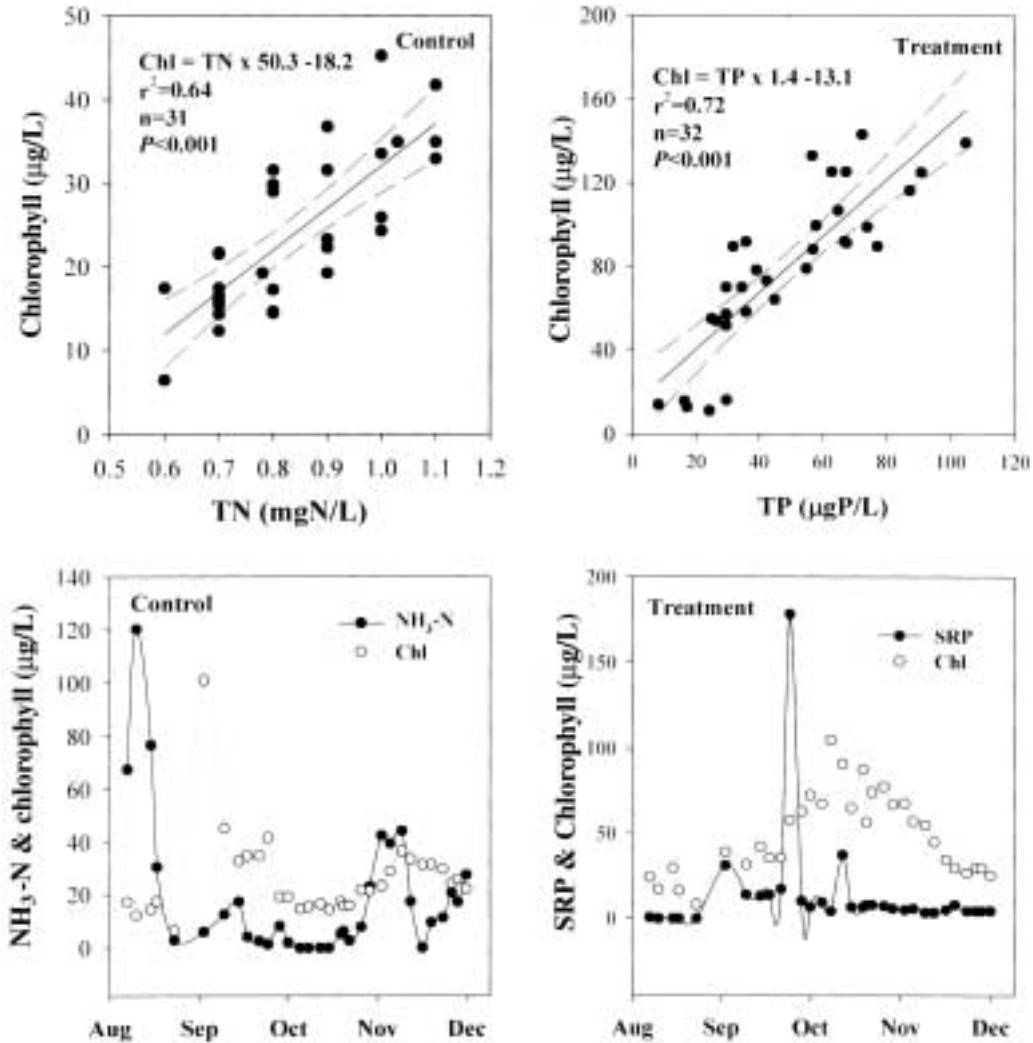 Control
Chl = TN x 50.3 -18.2
r²=0.64
n=31
P<0.001
Chlorophyll (µg/L)
50
40
30
20
10
0
0.5 0.6 0.7 0.8 0.9 1.0 1.1 1.2
TN (mgN/L)
Treatment
Chl = TP x 1.4 -13.1
r²=0.72
n=32
P<0.001
Chlorophyll (µg/L)
200
160
120
80
40
0
0 20 40 60 80 100 120
TP (µgP/L)
Control
NH₃-N
Chl
NH₃-N & chlorophyll (µg/L)
140
120
100
80
60
40
20
0
Aug Sep Oct Nov Dec
Treatment
SRP
Chl
SRP & Chlorophyll (µg/L)
200
150
100
50
0
Aug Sep Oct Nov Dec